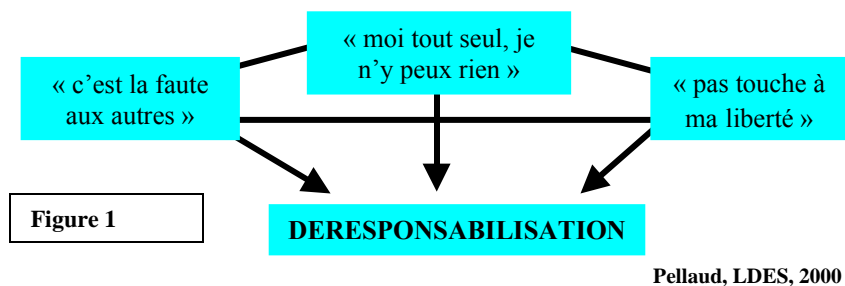 « moi tout seul, je
n’y peux rien »
« c’est la faute
aux autres »
« pas touche à
ma liberté »
Figure 1
DERESPONSABILISATION
Pellaud, LDES, 2000